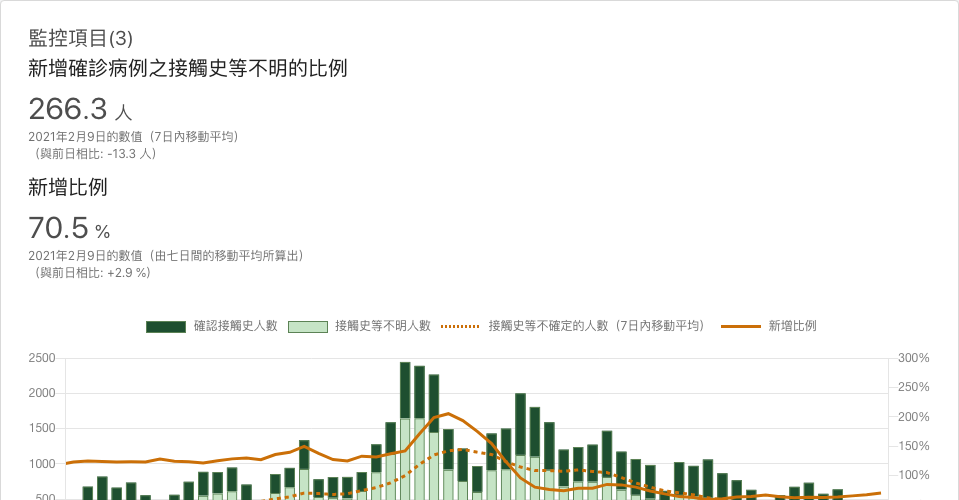 監控項目(3)
新增確診病例之接觸史等不明的比例
266.3 人
2021年2月9日的數值（7日內移動平均）
（與前日相比: -13.3 人）
新增比例
70.5 %
2021年2月9日的數值（由七日間的移動平均所算出）
（與前日相比: +2.9 %）
確認接觸史人數 接觸史等不明人數 接觸史等不確定的人數（7日內移動平均） 新增比例
2500 300%
250%
2000
200%
1500
150%
1000
100%
500